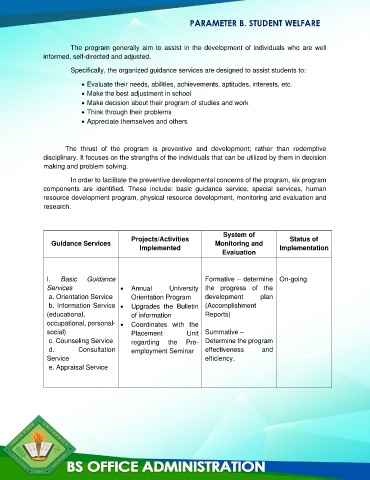 PARAMETER B. STUDENT WELFARE
The program generally aim to assist in the development of individuals who are well
informed, self-directed and adjusted.
Specifically, the organized guidance services are designed to assist students to:
• Evaluate their needs, abilities, achievements, aptitudes, interests, etc.
• Make the best adjustment in school
• Make decision about their program of studies and work
• Think through their problems
• Appreciate themselves and others
The thrust of the program is preventive and development; rather than redemptive
disciplinary. It focuses on the strengths of the individuals that can be utilized by them in decision
making and problem solving.
In order to facilitate the preventive developmental concerns of the program, six program
components are identified. These include: basic guidance service, special services, human
resource development program, physical resource development, monitoring and evaluation and
research.
Guidance Services
Projects/Activities
Implemented
System of
Monitoring and
Evaluation
Status of
Implementation
I. Basic Guidance
Services
a. Orientation Service
b. Information Service
(educational,
occupational, personal-
social)
c. Counseling Service
d. Consultation
Service
e. Appraisal Service
• Annual University
Orientation Program
• Upgrades the Bulletin
of information
• Coordinates with the
Placement Unit
regarding the Pre-
employment Seminar
Formative – determine
the progress of the
development plan
(Accomplishment
Reports)
Summative –
Determine the program
effectiveness and
efficiency.
On-going
BS OFFICE ADMINISTRATION